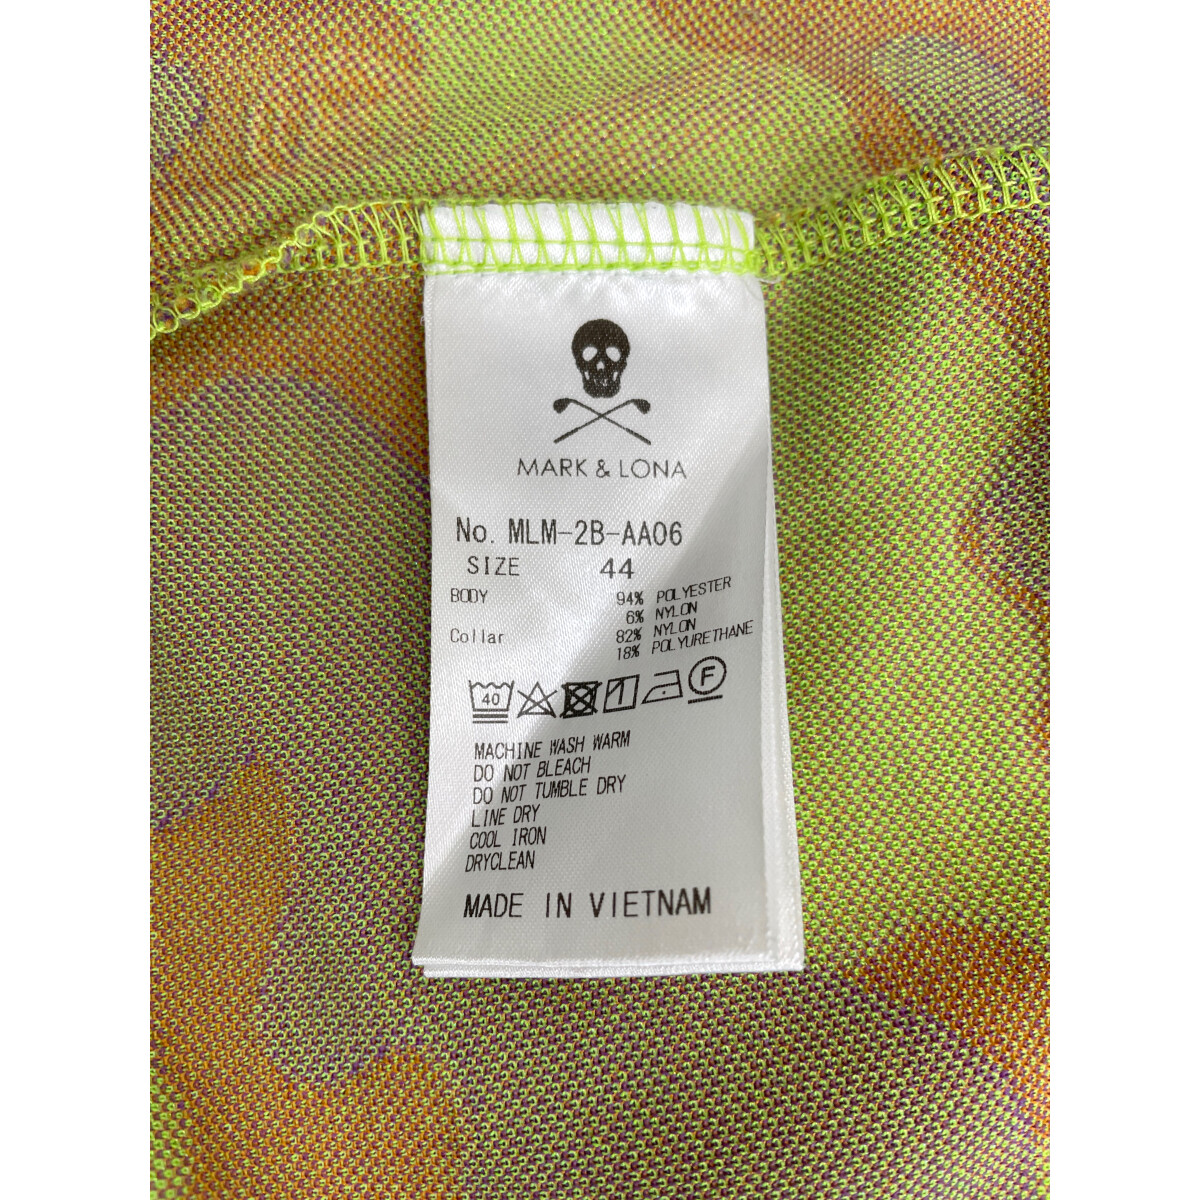 MARK & LONA
No. MLM-2B-AA06
SIZE 44
BODY 94% POLYESTER
6% NYLON
Collar 82% NYLON
18% POLYURETHANE
40 F
MACHINE WASH WARM
DO NOT BLEACH
DO NOT TUMBLE DRY
LINE DRY
COOL IRON
DRYCLEAN
MADE IN VIETNAM